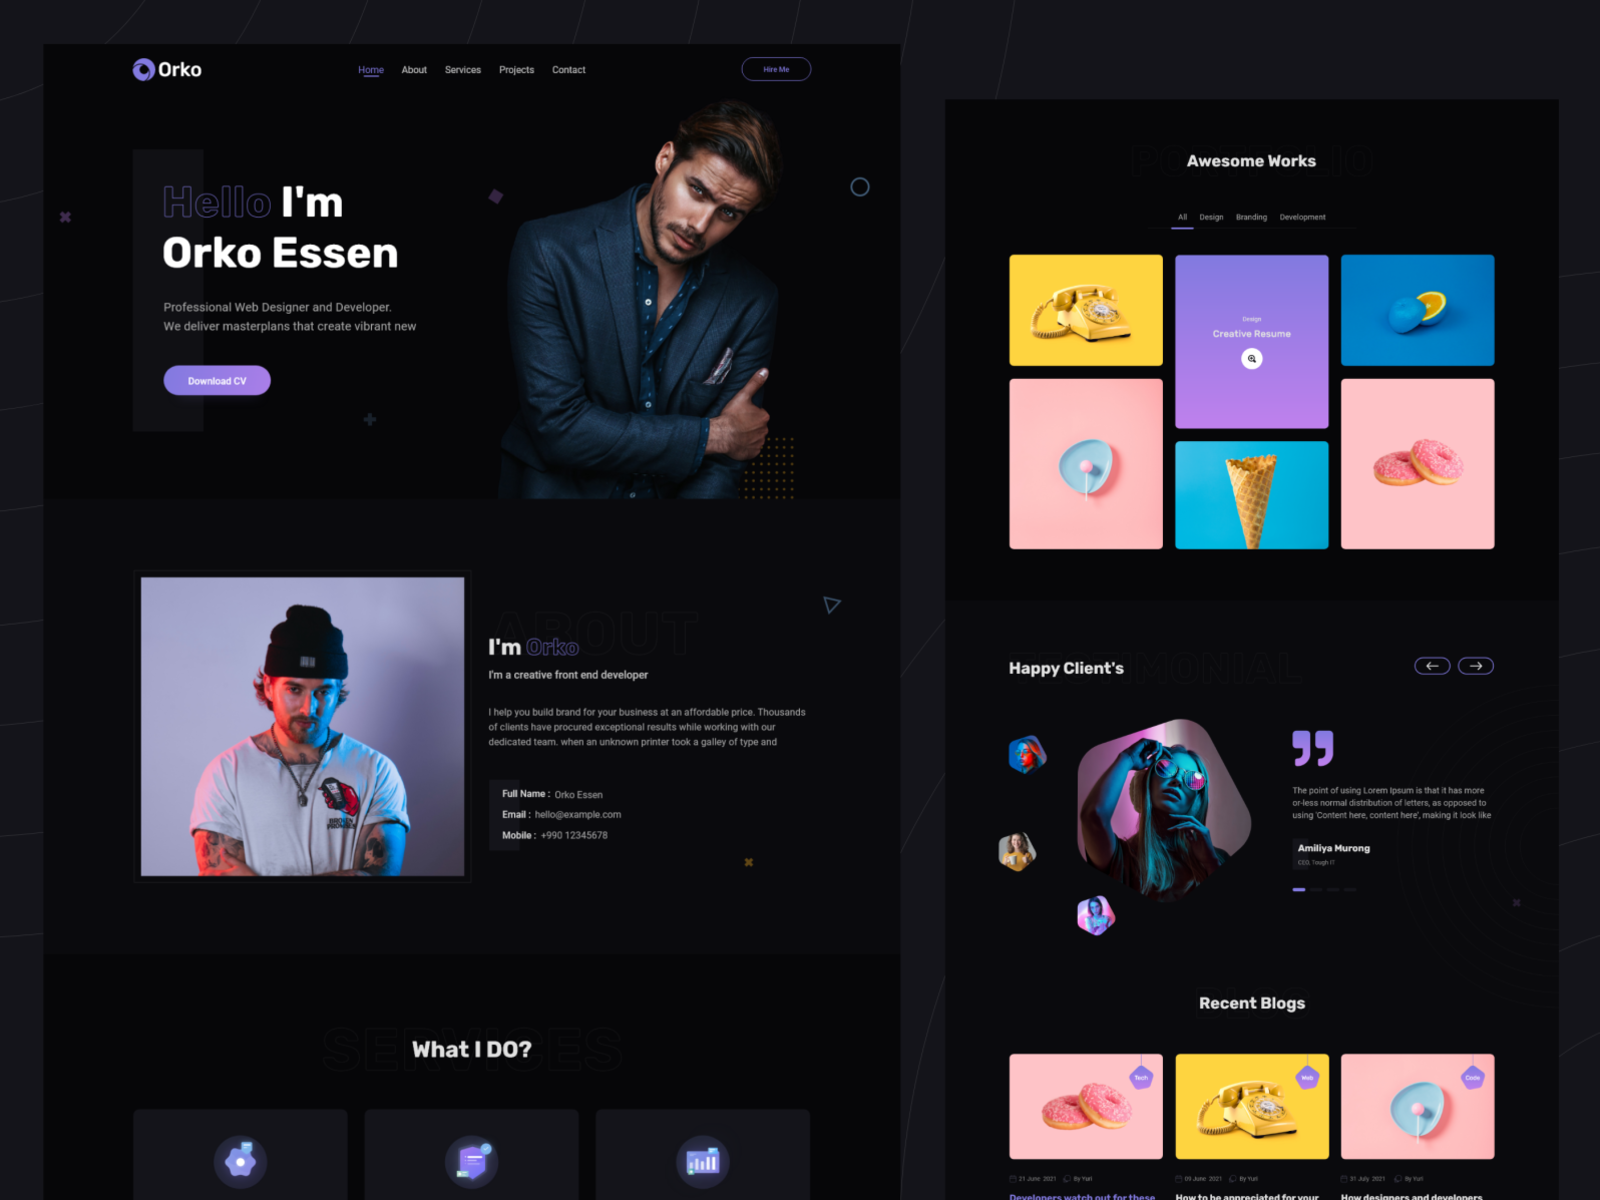 Orko
Home About Services Projects Contact
Hire Me
Hello I'm
Orko Essen
Professional Web Designer and Developer.
We deliver masterplans that create vibrant new
Download CV
ABOUT
I'm Orko
I'm a creative front end developer
I help you build brand for your business at an affordable price. Thousands
of clients have procured exceptional results while working with our
dedicated team. when an unknown printer took a galley of type and
Full Name : Orko Essen
Email : hello@example.com
Mobile : +990 12345678
SERVICES
What I DO?
PORTFOLIO
Awesome Works
All Design Branding Development
Design
Creative Resume
TESTIMONIAL
Happy Client's
The point of using Lorem Ipsum is that it has more
or-less normal distribution of letters, as opposed to
using 'Content here, content here', making it look like
Amiliya Murong
CEO, Tough IT
Recent Blogs
Tech
Web
Code
21 June 2021 By Yuri
09 June 2021 By Yuri
31 July 2021 By Yuri
Developers watch out for these
How to be appreciated for your
How designers and developers